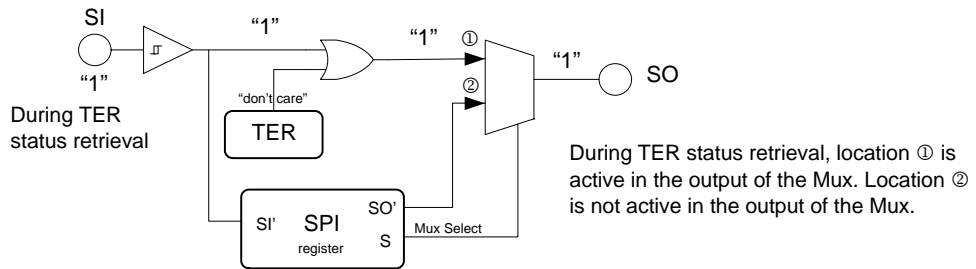 SI
“1”
“1”
“1”
①
“1”
SO
②
“1”
During TER
status retrieval
“don’t care”
TER
During TER status retrieval, location ① is
active in the output of the Mux. Location ②
is not active in the output of the Mux.
SI’
SPI
register
SO’
S
Mux Select